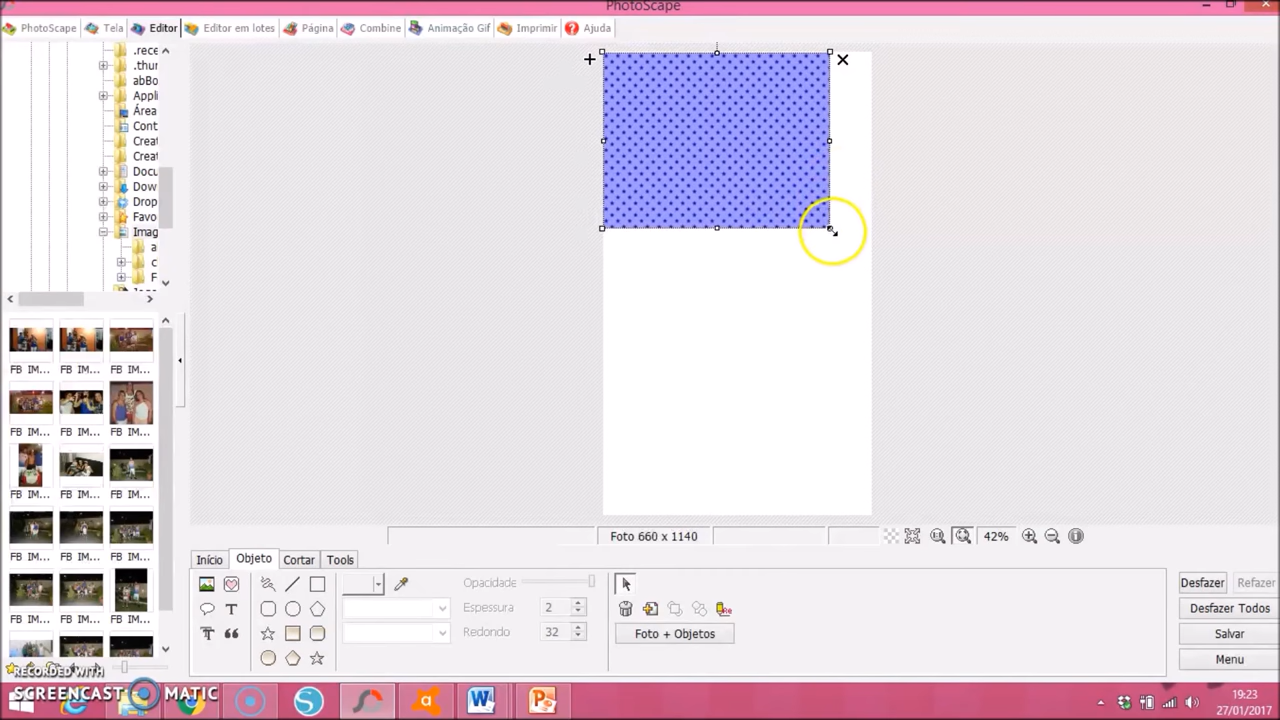 PhotoScape
PhotoScape Tela Editor Editor em lotes Página Combine Animação Gif Imprimir Ajuda
.rece
.thur
abBo
Appli
Área
Cont
Creat
Creat
Docu
Dow
Drop
Favo
Imag
a
c
F
FB IM... FB IM... FB IM...
FB IM... FB IM... FB IM...
FB IM... FB IM... FB IM...
FB IM... FB IM... FB IM...
FB IM... FB IM... FB IM...
Foto 660 x 1140
42%
Início Objeto Cortar Tools
Opacidade
Espessura 2
Redondo 32
Foto + Objetos
Desfazer Refazer
Desfazer Todos
Salvar
Menu
RECORDED WITH
SCREENCAST MATIC
19:23
27/01/2017